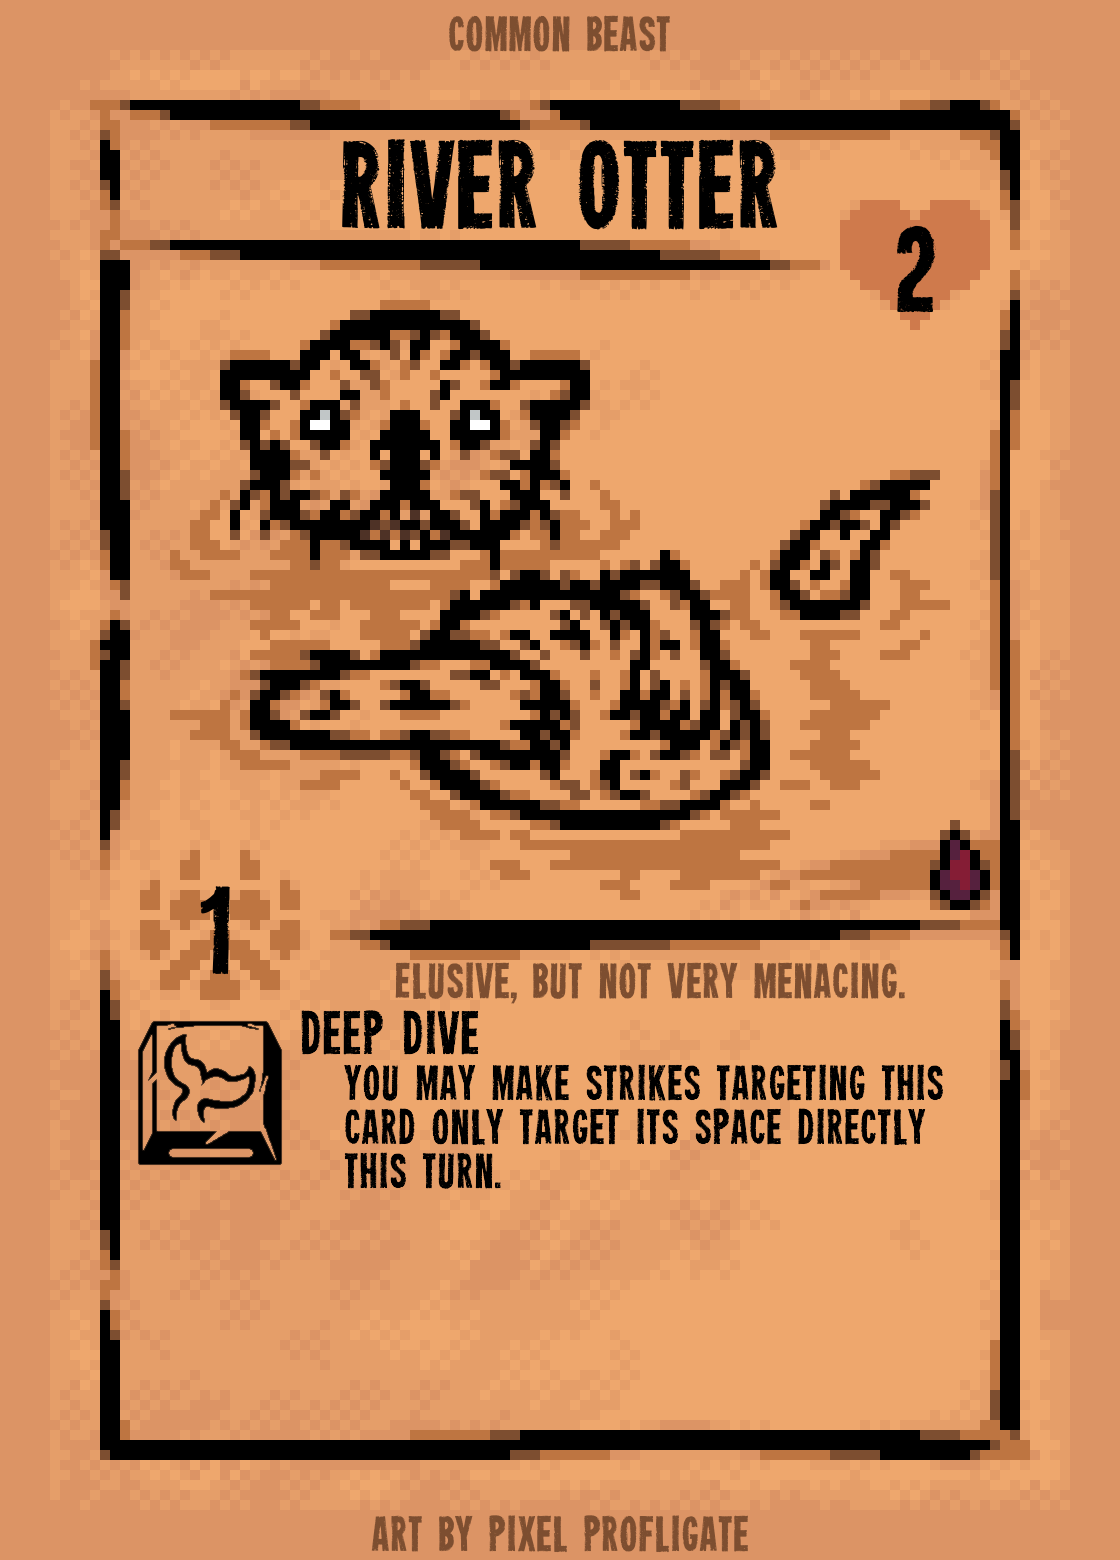 COMMON BEAST
RIVER OTTER
2
1
ELUSIVE, BUT NOT VERY MENACING.
DEEP DIVE
YOU MAY MAKE STRIKES TARGETING THIS
CARD ONLY TARGET ITS SPACE DIRECTLY
THIS TURN.
ART BY PIXEL PROFLIGATE